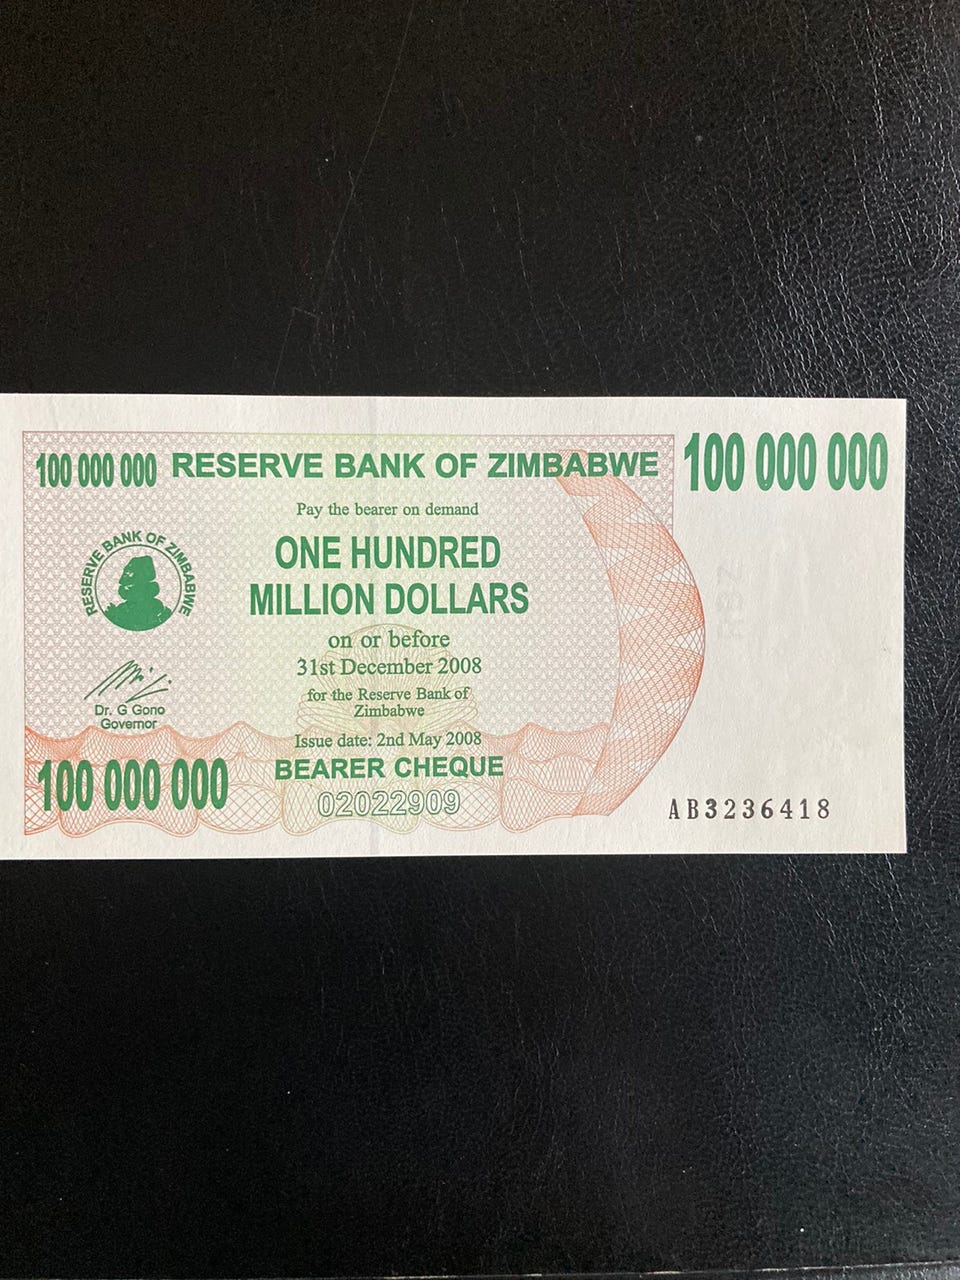 100 000 000 RESERVE BANK OF ZIMBABWE 100 000 000
Pay the bearer on demand
ONE HUNDRED
MILLION DOLLARS
RESERVE BANK OF ZIMBABWE
on or before
31st December 2008
for the Reserve Bank of
Zimbabwe
Dr. G Gono
Governor
Issue date: 2nd May 2008
100 000 000 BEARER CHEQUE
02022909
AB3236418
RBZ